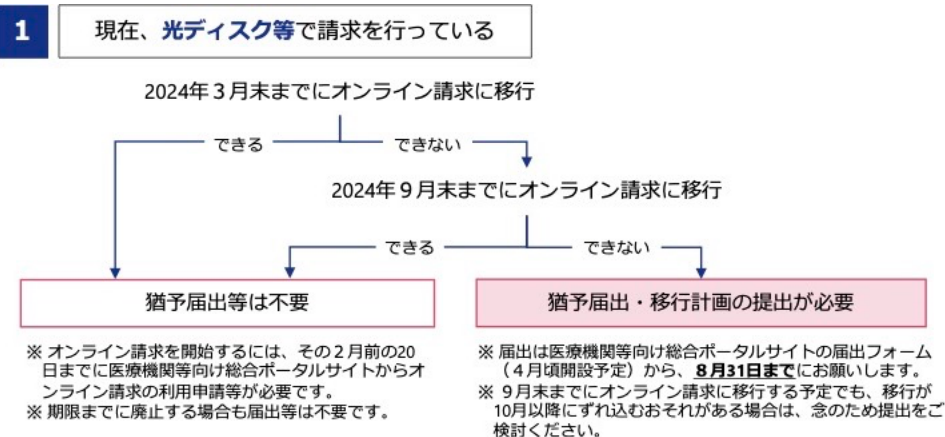 1
現在、光ディスク等で請求を行っている
2024年３月末までにオンライン請求に移行
できる
できない
2024年９月末までにオンライン請求に移行
できる
できない
猶予届出等は不要
猶予届出・移行計画の提出が必要
※ オンライン請求を開始するには、その２月前の20
日までに医療機関等向け総合ポータルサイトからオ
ンライン請求の利用申請等が必要です。
※ 期限までに廃止する場合も届出等は不要です。
※ 届出は医療機関等向け総合ポータルサイトの届出フォーム
（４月頃開設予定）から、８月31日までにお願いします。
※ ９月末までにオンライン請求に移行する予定でも、移行が
10月以降にずれ込むおそれがある場合は、念のため提出をご
検討ください。